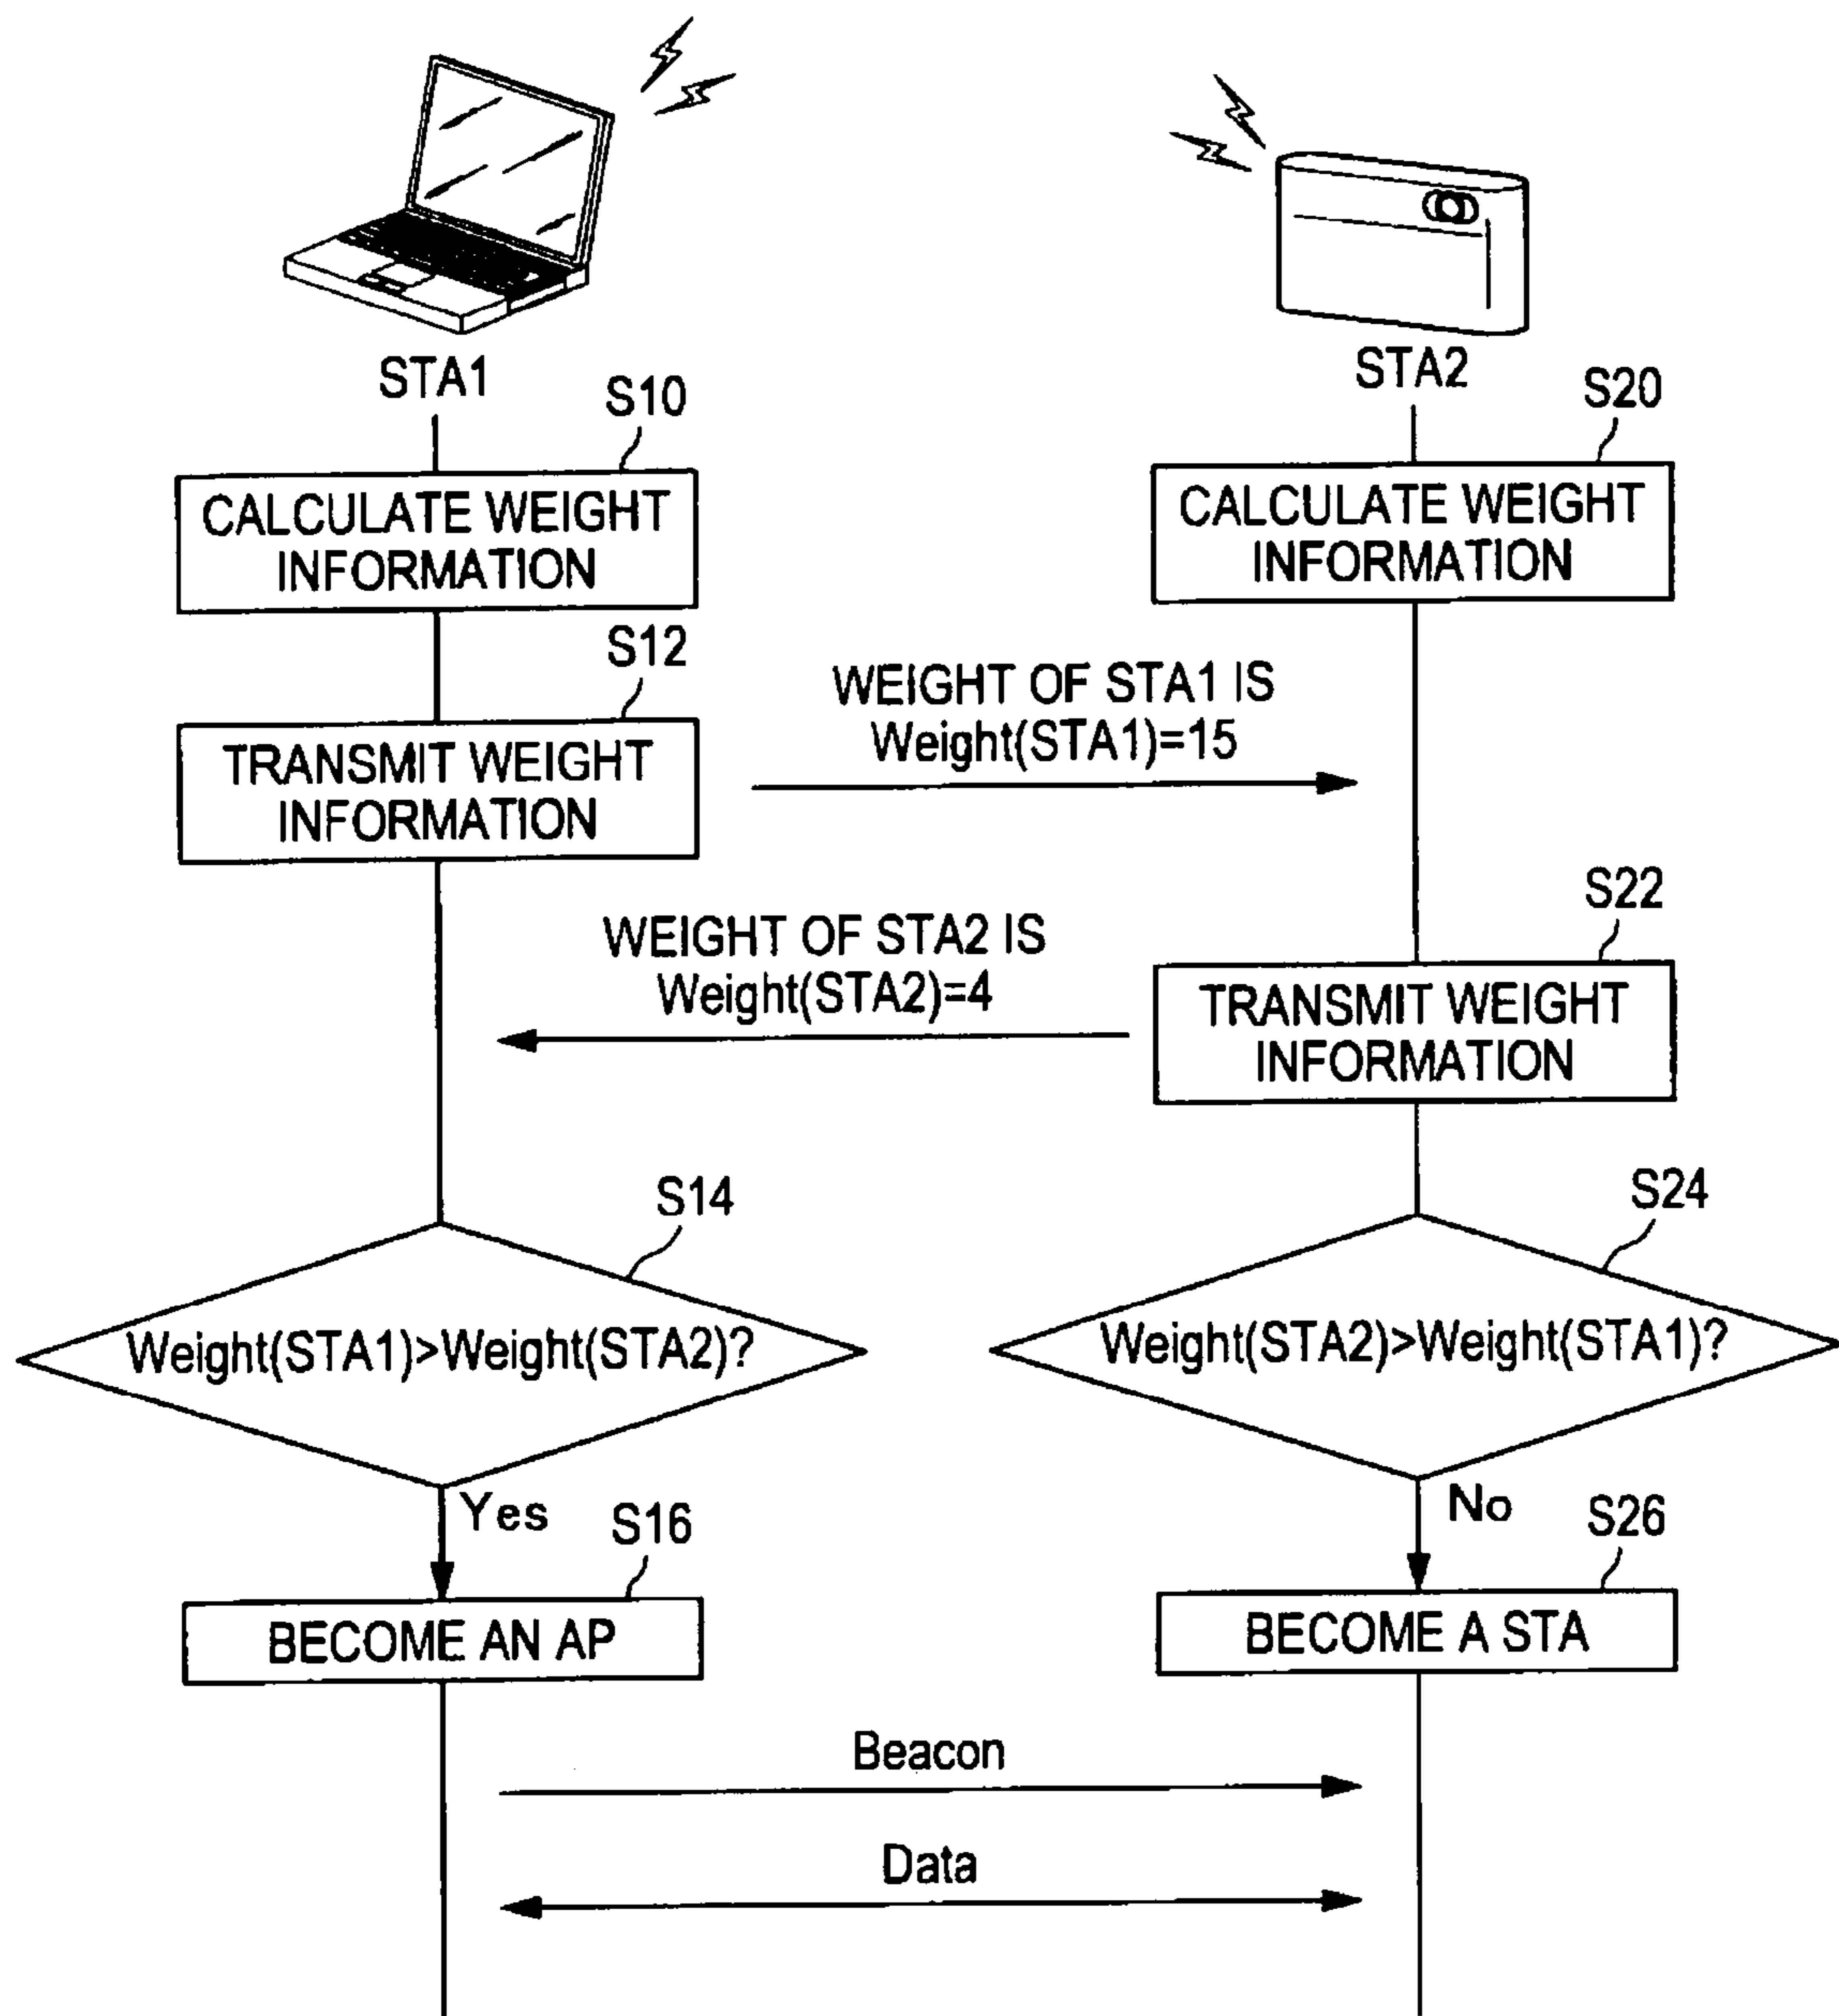 STA1
STA2
S10
S20
CALCULATE WEIGHT
INFORMATION
CALCULATE WEIGHT
INFORMATION
S12
WEIGHT OF STA1 IS
Weight(STA1)=15
TRANSMIT WEIGHT
INFORMATION
S22
WEIGHT OF STA2 IS
Weight(STA2)=4
TRANSMIT WEIGHT
INFORMATION
S14
S24
Weight(STA1)>Weight(STA2)?
Weight(STA2)>Weight(STA1)?
Yes
No
S16
S26
BECOME AN AP
BECOME A STA
Beacon
Data